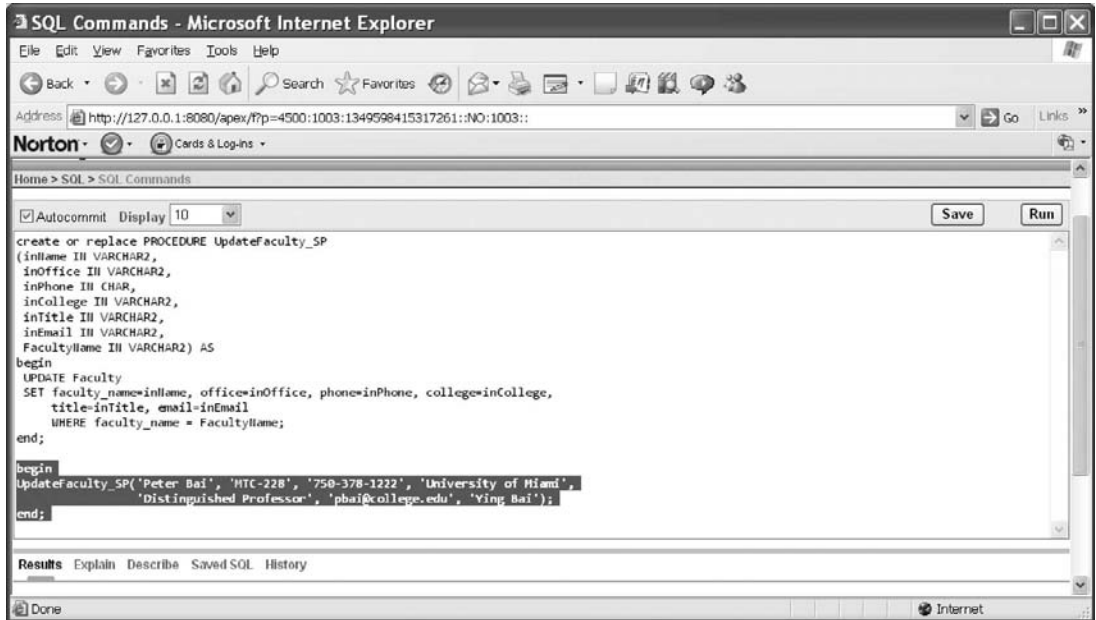 SQL Commands - Microsoft Internet Explorer
File Edit View Favorites Tools Help
Back Search Favorites
Address http://127.0.0.1:8080/apex/f?p=4500:1003:1349598415317261::NO:1003:: Go Links »
Norton Cards & Log-ins
Home > SQL > SQL Commands
Autocommit Display 10 Save Run
create or replace PROCEDURE UpdateFaculty_SP
(inName IN VARCHAR2,
inOffice IN VARCHAR2,
inPhone IN CHAR,
inCollege IN VARCHAR2,
inTitle IN VARCHAR2,
inEmail IN VARCHAR2,
FacultyName IN VARCHAR2) AS
begin
UPDATE Faculty
SET faculty_name=inName, office=inOffice, phone=inPhone, college=inCollege,
title=inTitle, email=inEmail
WHERE faculty_name = FacultyName;
end;
begin
UpdateFaculty_SP('Peter Bai', 'MTC-228', '750-378-1222', 'University of Miami',
'Distinguished Professor', 'pbai@college.edu', 'Ying Bai');
end;
Results Explain Describe Saved SQL History
Done Internet